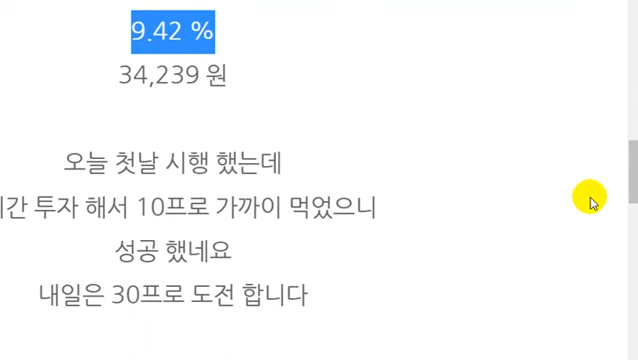 9.42 %
34,239 원
오늘 첫날 시행 했는데
투자 해서 10프로 가까이 먹었으니
성공 했네요
내일은 30프로 도전 합니다